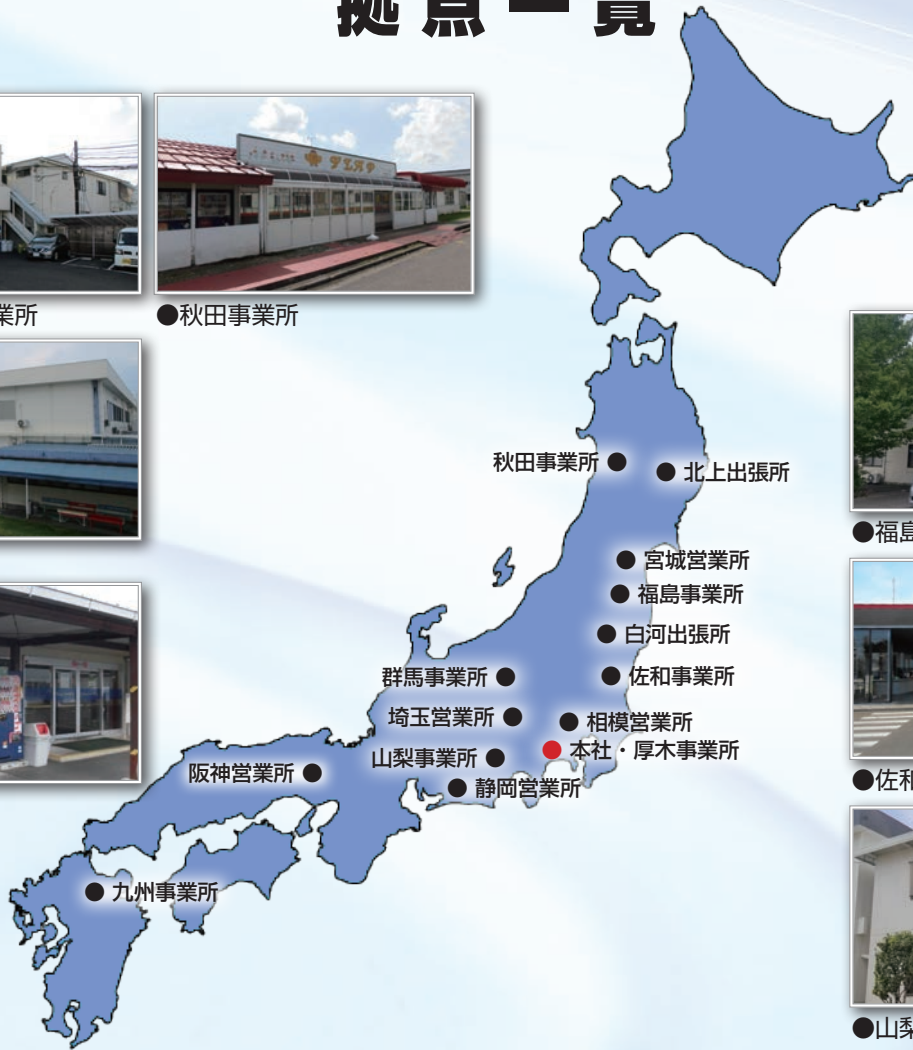 拠点一覧
業所
●秋田事業所
秋田事業所
北上出張所
宮城営業所
福島事業所
●福島
白河出張所
群馬事業所
佐和事業所
埼玉営業所
相模営業所
本社・厚木事業所
山梨事業所
阪神営業所
静岡営業所
●佐和
九州事業所
●山梨